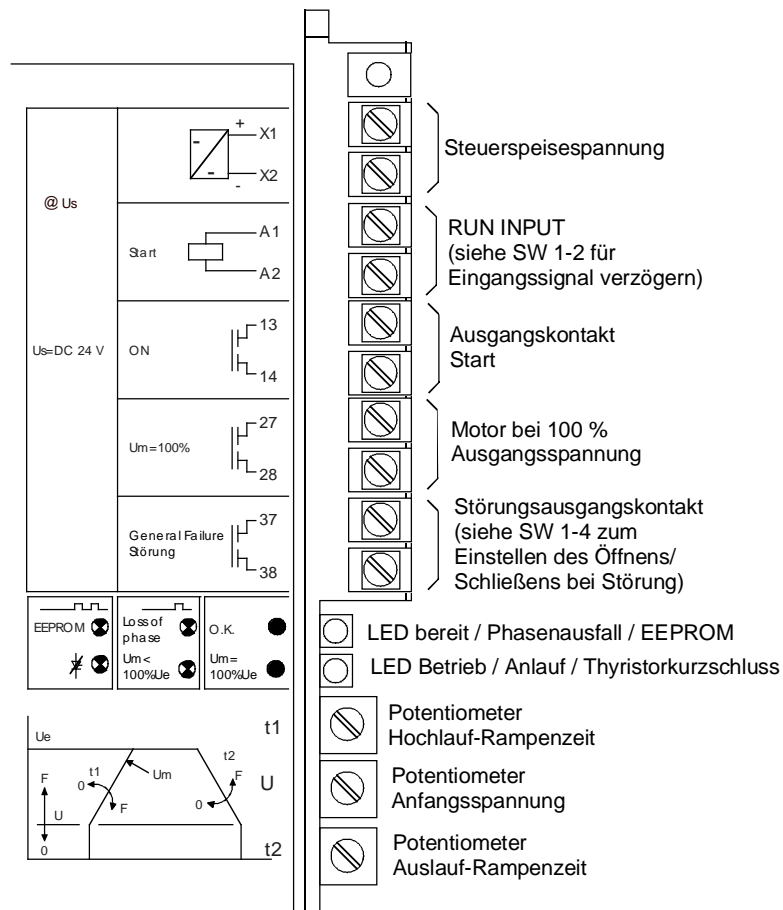 +
X1
-
-
X2
-
Steuerspeisespannung
@ Us
A1
Start
A2
RUN INPUT
(siehe SW 1-2 für
Eingangssignal verzögern)
13
Us=DC 24 V
ON
14
Ausgangskontakt
Start
27
Um=100%
28
Motor bei 100 %
Ausgangsspannung
37
General Failure
Störung
38
Störungsausgangskontakt
(siehe SW 1-4 zum
Einstellen des Öffnens/
Schließens bei Störung)
EEPROM
Loss of
phase
O.K.
Um<
100%Ue
Um=
100%Ue
LED bereit / Phasenausfall / EEPROM
LED Betrieb / Anlauf / Thyristorkurzschluss
Ue
t1
F
t1
0
Um
t2
F
U
U
F
0
0
t2
Potentiometer
Hochlauf-Rampenzeit
Potentiometer
Anfangsspannung
Potentiometer
Auslauf-Rampenzeit